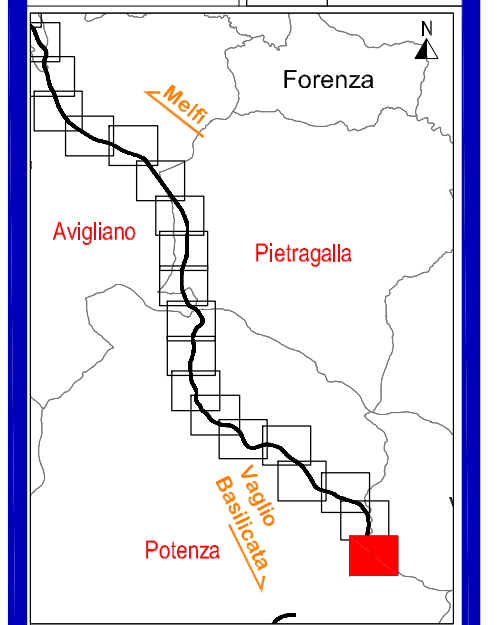 N
Forenza
Melfi
Avigliano
Pietragalla
Vaglio
Basilicata
Potenza